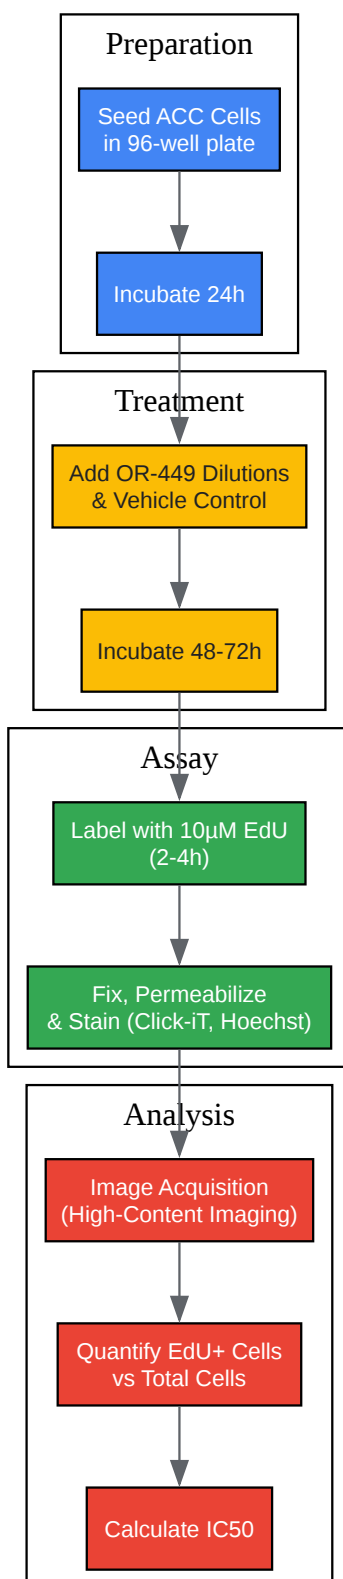 Preparation
Seed ACC Cells
in 96-well plate
Incubate 24h
Treatment
Add OR-449 Dilutions
& Vehicle Control
Incubate 48-72h
Assay
Label with 10µM EdU
(2-4h)
Fix, Permeabilize
& Stain (Click-iT, Hoechst)
Analysis
Image Acquisition
(High-Content Imaging)
Quantify EdU+ Cells
vs Total Cells
Calculate IC50